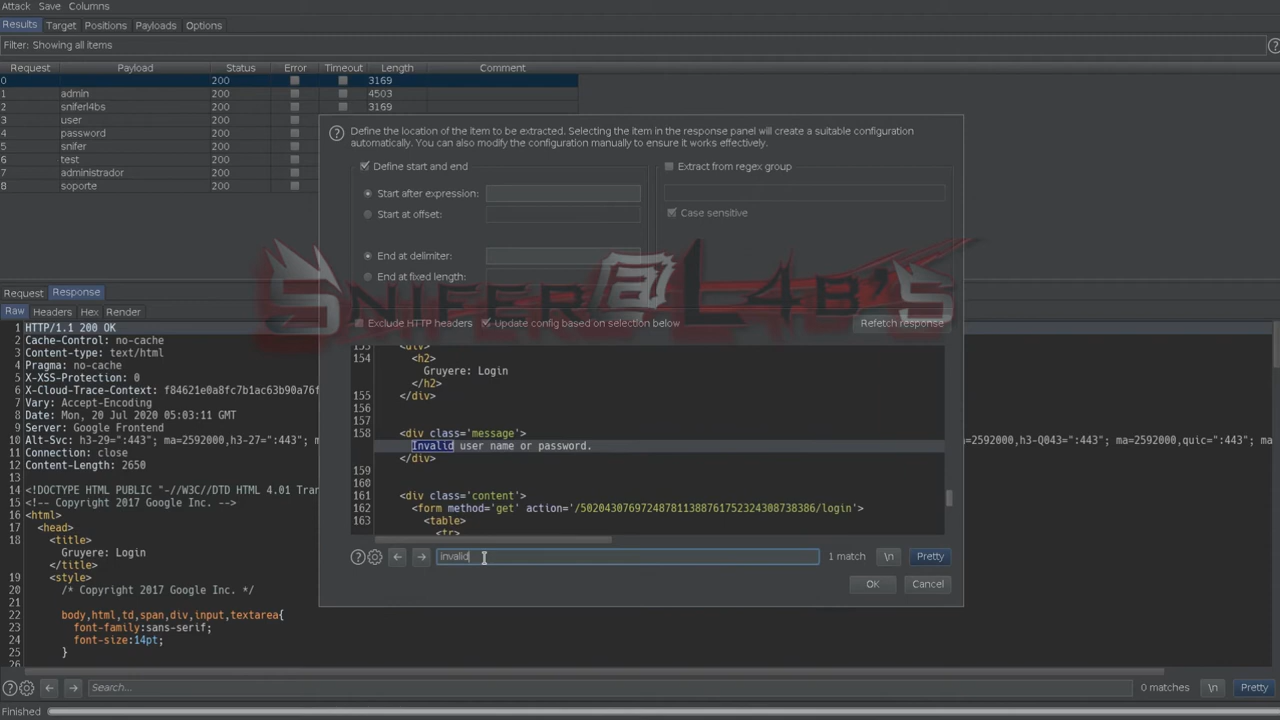 Attack Save Columns
Results Target Positions Payloads Options
Filter: Showing all items
Request Payload Status Error Timeout Length Comment
0 200 3169
1 admin 200 4503
2 sniferl4bs 200 3169
3 user 200
4 password 200
5 snifer 200
6 test 200
7 administrador 200
8 soporte 200
Define the location of the item to be extracted. Selecting the item in the response panel will create a suitable configuration
automatically. You can also modify the configuration manually to ensure it works effectively.
Define start and end
Extract from regex group
Start after expression:
Start at offset:
Case sensitive
End at delimiter:
End at fixed length:
SNIFER@L4B'S
Exclude HTTP headers Update config based on selection below Refetch response
153 </div>
154 <h2>
Gruyere: Login
</h2>
155 </div>
156
157
158 <div class='message'>
Invalid user name or password.
</div>
159
160
161 <div class='content'>
162 <form method='get' action='/502043076972487811388761752324308738386/login'>
163 <table>
<tr>
invalid 1 match \n Pretty
OK Cancel
Request Response
Raw Headers Hex Render
1 HTTP/1.1 200 OK
2 Cache-Control: no-cache
3 Content-type: text/html
4 Pragma: no-cache
5 X-XSS-Protection: 0
6 X-Cloud-Trace-Context: f84621e0a8fc7b1ac63b90a76f
7 Vary: Accept-Encoding
8 Date: Mon, 20 Jul 2020 05:03:11 GMT
9 Server: Google Frontend
10 Alt-Svc: h3-29=":443"; ma=2592000,h3-2 ma=2592000,h3-Q043=":443"; ma=2592000,quic=":443"; ma=2592000; v
11 Connection: close
12 Content-Length: 2650
13
14 <!DOCTYPE HTML PUBLIC "-//W3C//DTD HTML 4.01 Tran
15 <!-- Copyright 2017 Google Inc. -->
16 <html>
17 <head>
18 <title>
Gruyere: Login
</title>
19 <style>
20 /* Copyright 2017 Google Inc. */
21
22 body,html,td,span,div,input,textarea{
23 font-family:sans-serif;
24 font-size:14pt;
25 }
26
Search... 0 matches \n Pretty
Finished